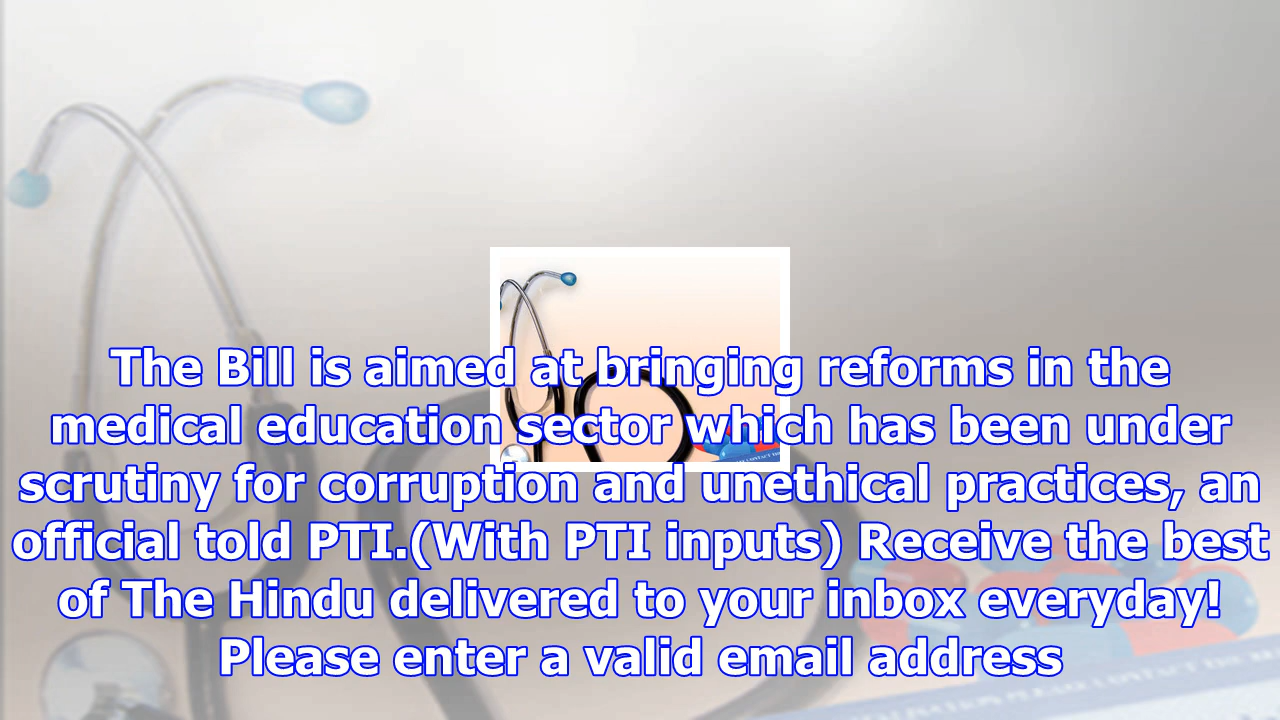 The Bill is aimed at bringing reforms in the
medical education sector which has been under
scrutiny for corruption and unethical practices, an
official told PTI.(With PTI inputs) Receive the best
of The Hindu delivered to your inbox everyday!
Please enter a valid email address